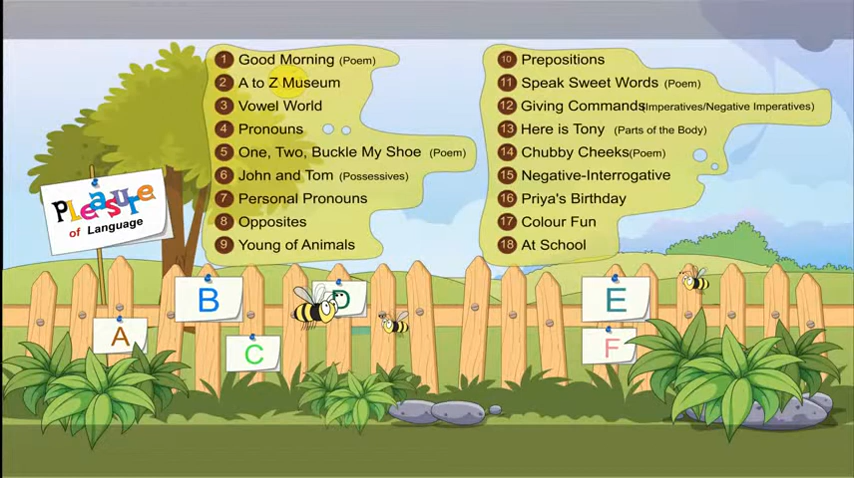 1 Good Morning (Poem)
2 A to Z Museum
3 Vowel World
4 Pronouns
5 One, Two, Buckle My Shoe (Poem)
6 John and Tom (Possessives)
7 Personal Pronouns
8 Opposites
9 Young of Animals
10 Prepositions
11 Speak Sweet Words (Poem)
12 Giving Commands(Imperatives/Negative Imperatives)
13 Here is Tony (Parts of the Body)
14 Chubby Cheeks(Poem)
15 Negative-Interrogative
16 Priya's Birthday
17 Colour Fun
18 At School
Pleasure
of Language
A
B
C
D
E
F